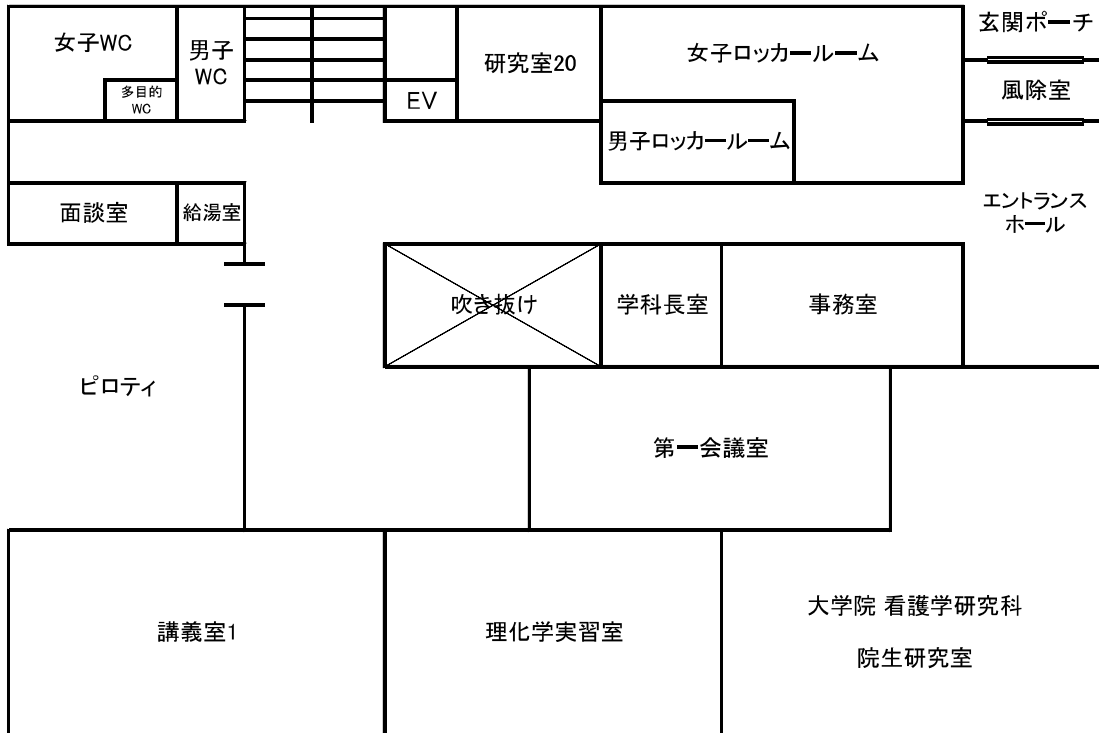 女子WC
男子
WC
多目的
WC
EV
研究室20
女子ロッカールーム
男子ロッカールーム
玄関ポーチ
風除室
エントランス
ホール
面談室
給湯室
吹き抜け
学科長室
事務室
ピロティ
第一会議室
講義室1
理化学実習室
大学院 看護学研究科
院生研究室